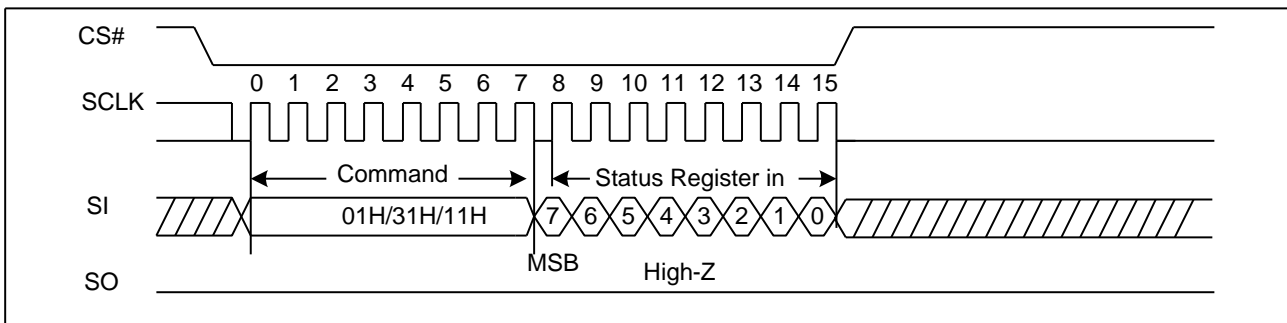 CS#
0 1 2 3 4 5 6 7 8 9 10 11 12 13 14 15
SCLK
Command Status Register in
SI 01H/31H/11H 7 6 5 4 3 2 1 0
MSB High-Z
SO